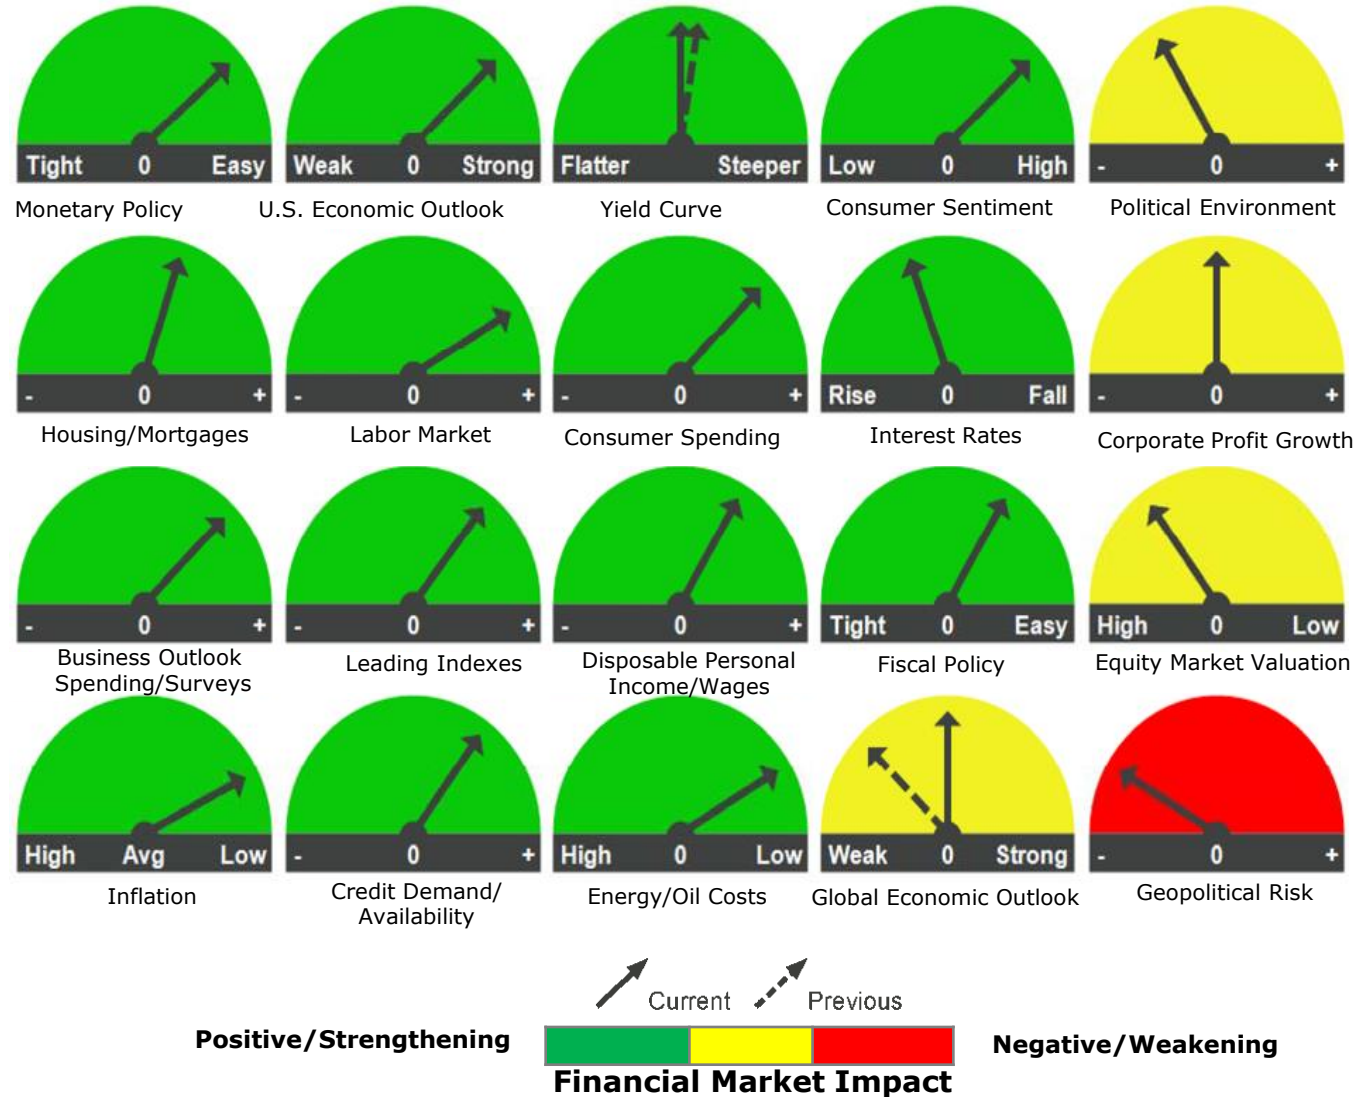 Tight 0 Easy
Weak 0 Strong
Flatter Steeper
Low 0 High
- 0 +
Monetary Policy
U.S. Economic Outlook
Yield Curve
Consumer Sentiment
Political Environment
- 0 +
- 0 +
- 0 +
Rise 0 Fall
- 0 +
Housing/Mortgages
Labor Market
Consumer Spending
Interest Rates
Corporate Profit Growth
- 0 +
- 0 +
- 0 +
Tight 0 Easy
High 0 Low
Business Outlook
Spending/Surveys
Leading Indexes
Disposable Personal
Income/Wages
Fiscal Policy
Equity Market Valuation
High Avg Low
- 0 +
High 0 Low
Weak 0 Strong
- 0 +
Inflation
Credit Demand/
Availability
Energy/Oil Costs
Global Economic Outlook
Geopolitical Risk
Current
Previous
Positive/Strengthening
Negative/Weakening
Financial Market Impact